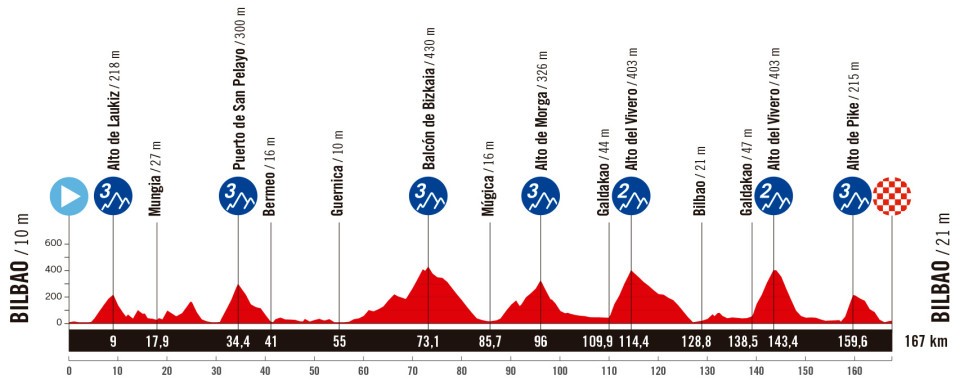 Alto de Laukiz / 218 m
Mungia / 27 m
Puerto de San Pelayo / 300 m
Bermeo / 16 m
Guernica / 10 m
Balcón de Bizkaia / 430 m
Múgica / 16 m
Alto de Morga / 326 m
Galdakao / 44 m
Alto del Vivero / 403 m
Bilbao / 21 m
Galdakao / 47 m
Alto del Vivero / 403 m
Alto de Pike / 215 m
3
3
3
3
2
2
3
BILBAO / 10 m
BILBAO / 21 m
600
400
200
0
9 17,9 34,4 41 55 73,1 85,7 96 109,9 114,4 128,8 138,5 143,4 159,6 167 km
0 10 20 30 40 50 60 70 80 90 100 110 120 130 140 150 160